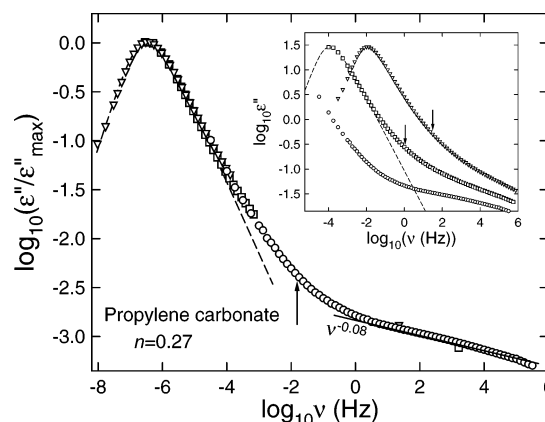 log₁₀(ε''/ε''max)
0.0
-0.5
-1.0
-1.5
-2.0
-2.5
-3.0
Propylene carbonate
n=0.27
ν^-0.08
-8 -6 -4 -2 0 2 4 6
log₁₀ν (Hz)
log₁₀ε''
1.5
1.0
0.5
0.0
-0.5
-1.0
-1.5
-4 -2 0 2 4 6
log₁₀(ν (Hz))